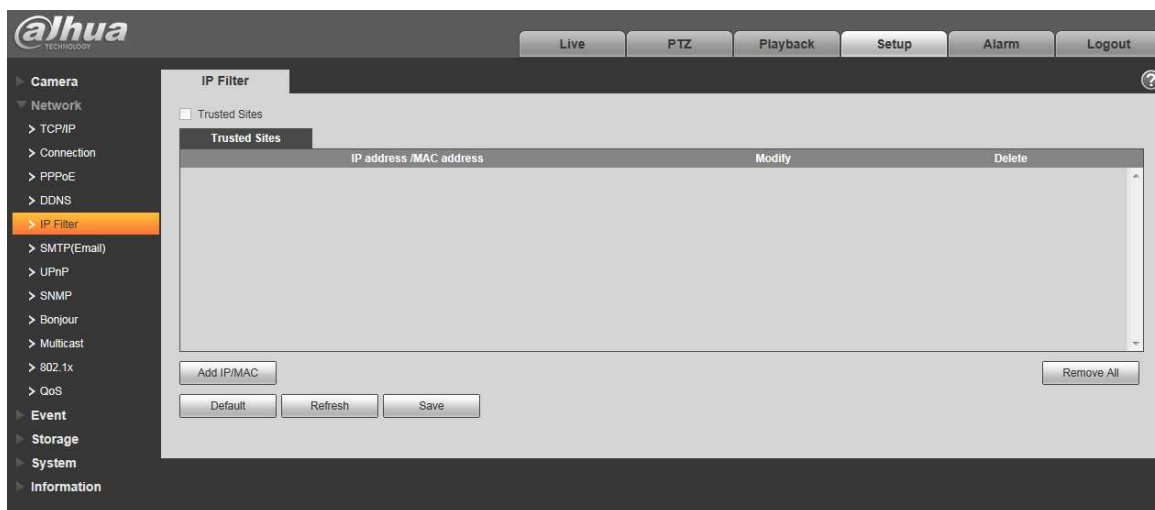 alhua
TECHNOLOGY
Live PTZ Playback Setup Alarm Logout
Camera
Network
> TCP/IP
> Connection
> PPPoE
> DDNS
> IP Filter
> SMTP(Email)
> UPnP
> SNMP
> Bonjour
> Multicast
> 802.1x
> QoS
Event
Storage
System
Information
IP Filter
?
Trusted Sites
Trusted Sites
IP address /MAC address Modify Delete
Add IP/MAC Remove All
Default Refresh Save